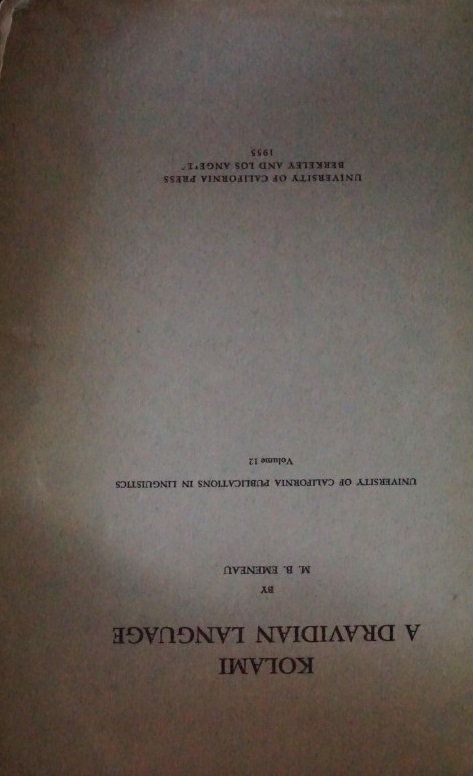 KOLAMI
A DRAVIDIAN LANGUAGE
BY
M. B. EMENEAU
UNIVERSITY OF CALIFORNIA PUBLICATIONS IN LINGUISTICS
Volume 12
UNIVERSITY OF CALIFORNIA PRESS
BERKELEY AND LOS
1955